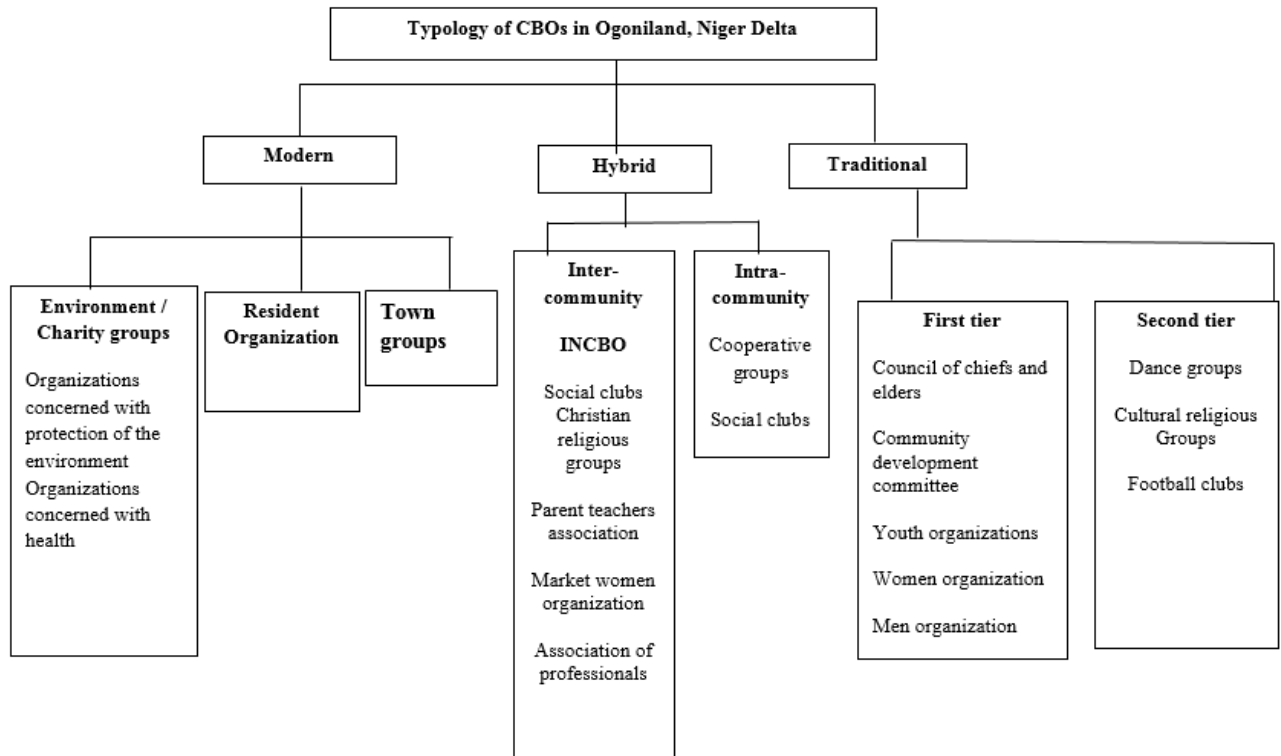 Typology of CBOs in Ogoniland, Niger Delta
Modern
Hybrid
Traditional
Environment /
Charity groups
Organizations
concerned with
protection of the
environment
Organizations
concerned with
health
Resident
Organization
Town
groups
Inter-
community
INCBO
Social clubs
Christian
religious
groups
Parent teachers
association
Market women
organization
Association of
professionals
Intra-
community
Cooperative
groups
Social clubs
First tier
Council of chiefs and
elders
Community
development
committee
Youth organizations
Women organization
Men organization
Second tier
Dance groups
Cultural religious
Groups
Football clubs